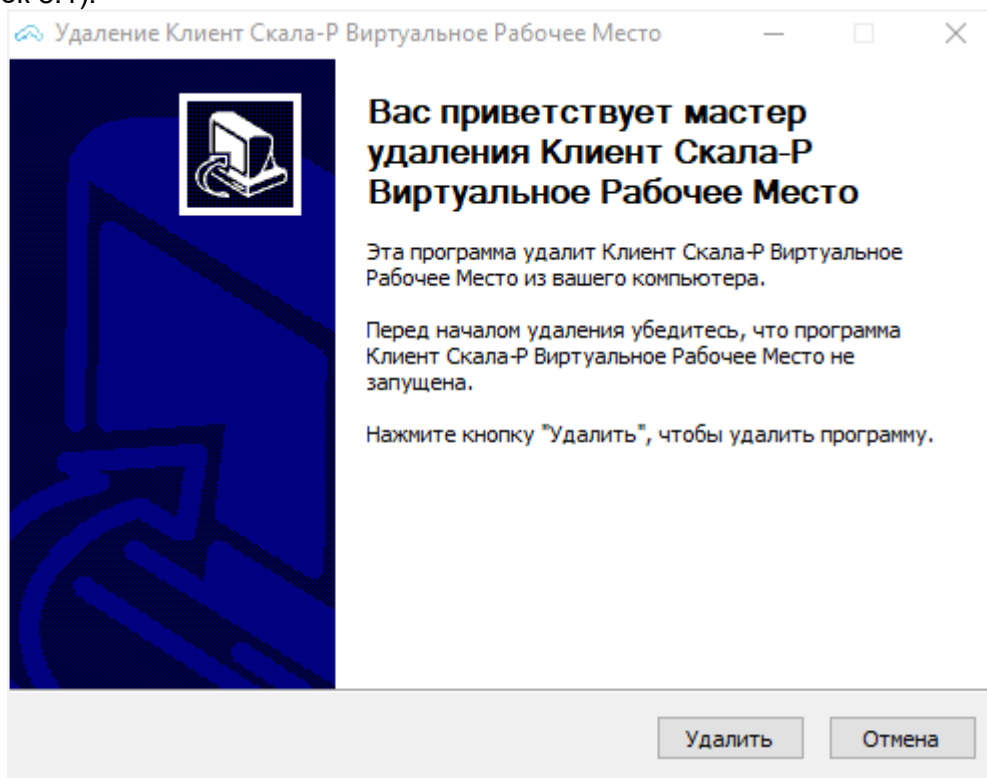 Удаление Клиент Скала-Р Виртуальное Рабочее Место
Вас приветствует мастер
удаления Клиент Скала-Р
Виртуальное Рабочее Место
Эта программа удалит Клиент Скала-Р Виртуальное
Рабочее Место из вашего компьютера.
Перед началом удаления убедитесь, что программа
Клиент Скала-Р Виртуальное Рабочее Место не
запущена.
Нажмите кнопку "Удалить", чтобы удалить программу.
Удалить Отмена